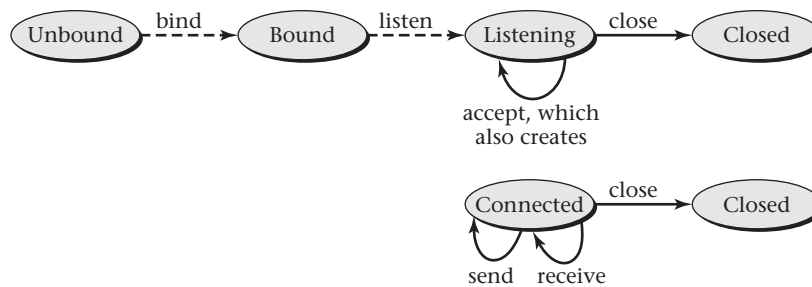 bind listen close
Unbound Bound Listening Closed
accept, which
also creates
close
Connected Closed
send receive